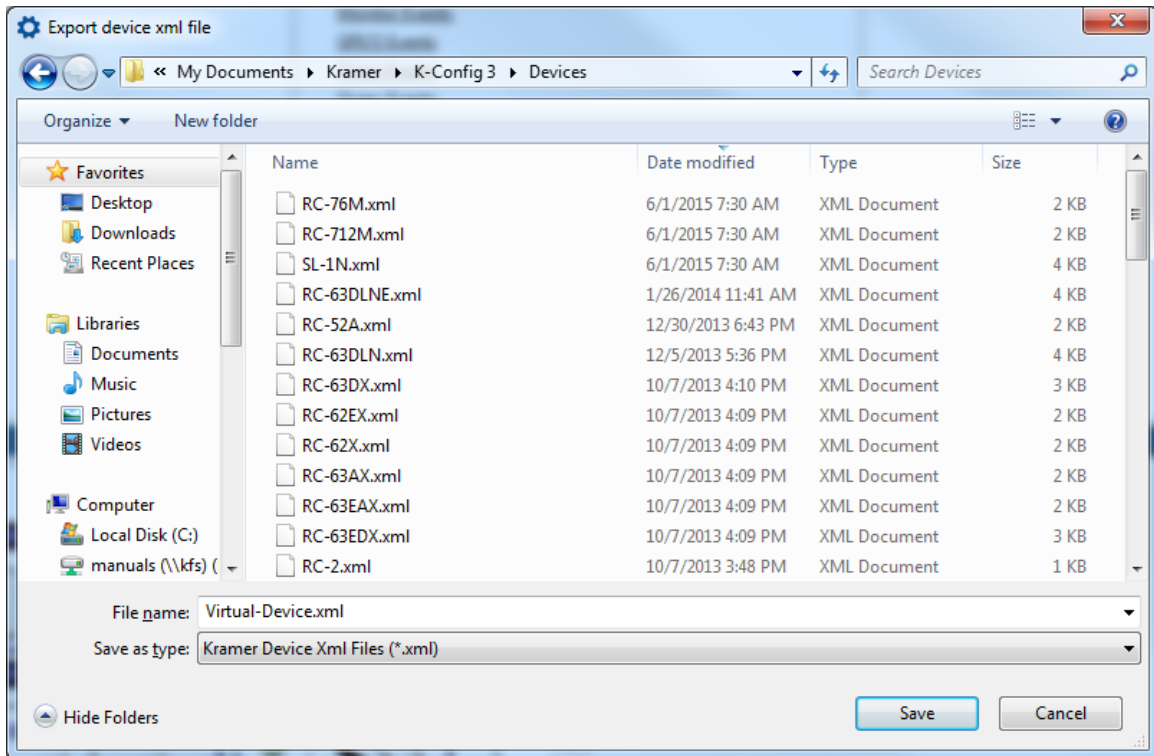 Export device xml file
« My Documents ▸ Kramer ▸ K-Config 3 ▸ Devices
Search Devices
Organize
New folder
Favorites
Desktop
Downloads
Recent Places
Libraries
Documents
Music
Pictures
Videos
Computer
Local Disk (C:)
manuals (\\kfs) (
Name Date modified Type Size
RC-76M.xml 6/1/2015 7:30 AM XML Document 2 KB
RC-712M.xml 6/1/2015 7:30 AM XML Document 2 KB
SL-1N.xml 6/1/2015 7:30 AM XML Document 4 KB
RC-63DLNE.xml 1/26/2014 11:41 AM XML Document 4 KB
RC-52A.xml 12/30/2013 6:43 PM XML Document 2 KB
RC-63DLN.xml 12/5/2013 5:36 PM XML Document 4 KB
RC-63DX.xml 10/7/2013 4:10 PM XML Document 3 KB
RC-62EX.xml 10/7/2013 4:09 PM XML Document 2 KB
RC-62X.xml 10/7/2013 4:09 PM XML Document 2 KB
RC-63AX.xml 10/7/2013 4:09 PM XML Document 2 KB
RC-63EAX.xml 10/7/2013 4:09 PM XML Document 2 KB
RC-63EDX.xml 10/7/2013 4:09 PM XML Document 3 KB
RC-2.xml 10/7/2013 3:48 PM XML Document 1 KB
File name: Virtual-Device.xml
Save as type: Kramer Device Xml Files (*.xml)
Hide Folders
Save
Cancel